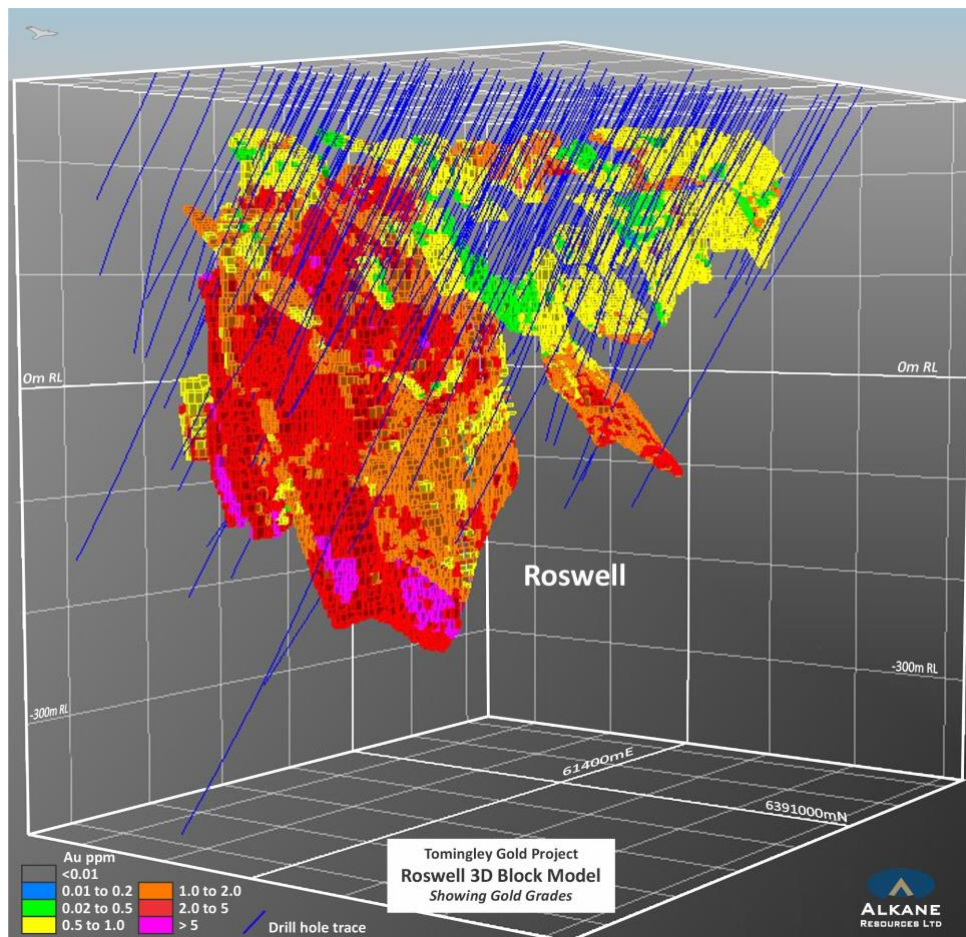 0m RL
0m RL
Roswell
-300m RL
-300m RL
61400mE
6391000mN
Au ppm
<0.01
0.01 to 0.2
1.0 to 2.0
0.02 to 0.5
2.0 to 5
0.5 to 1.0
> 5
Drill hole trace
Tomingley Gold Project
Roswell 3D Block Model
Showing Gold Grades
ALKANE
RESOURCES LTD